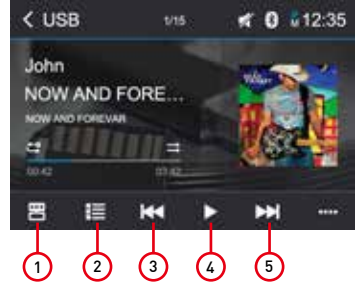 < USB 1/15 12:35
John
NOW AND FORE...
NOW AND FOREVAR
00:42 03:42
1 2 3 4 5